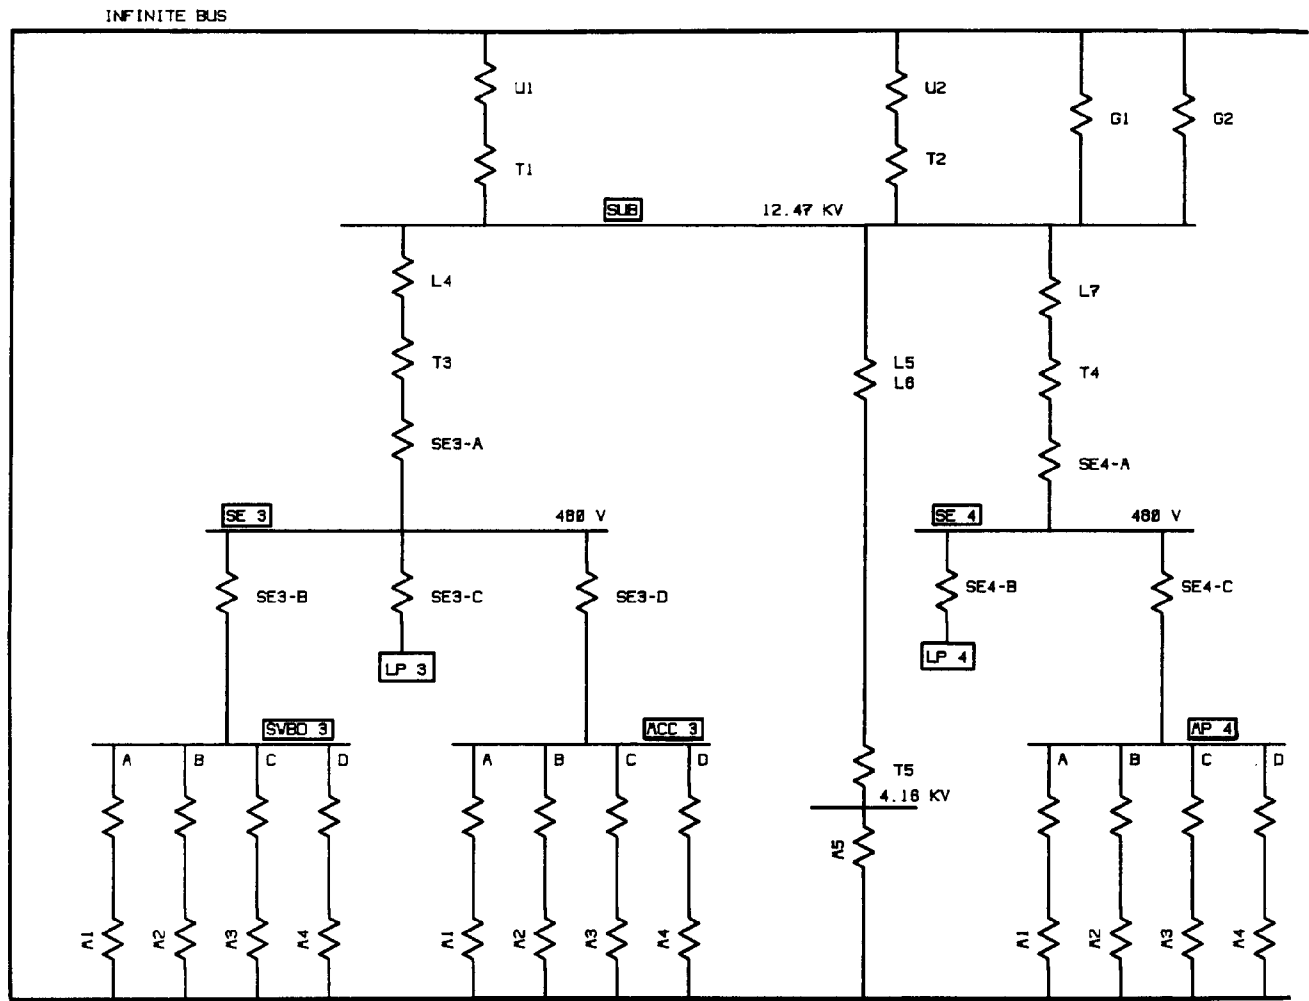 INFINITE BUS
U1
U2
G1
G2
T1
T2
SUB
12.47 KV
L4
L7
T3
L5
L6
T4
SE3-A
SE4-A
SE 3
480 V
SE 4
480 V
SE3-B
SE3-C
SE3-D
SE4-B
SE4-C
LP 3
LP 4
SWBD 3
MCC 3
MP 4
A B C D
A B C D
A B C D
T5
4.16 KV
M5
M1 M2 M3 M4
M1 M2 M3 M4
M1 M2 M3 M4